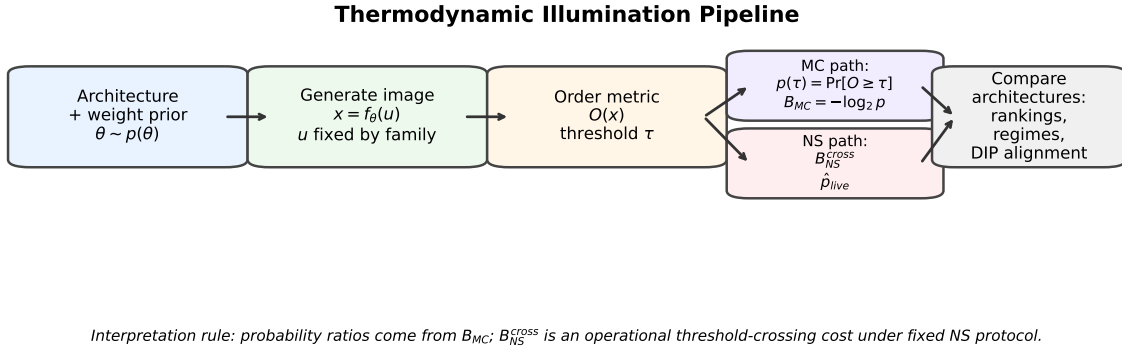 Thermodynamic Illumination Pipeline
Architecture
+ weight prior
θ ~ p(θ)
Generate image
x = f_θ(u)
u fixed by family
Order metric
O(x)
threshold τ
MC path:
p(τ) = Pr[O ≥ τ]
B_MC = −log₂ p
NS path:
B_NS^cross
p̂_live
Compare
architectures:
rankings,
regimes,
DIP alignment
Interpretation rule: probability ratios come from B_MC; B_NS^cross is an operational threshold-crossing cost under fixed NS protocol.